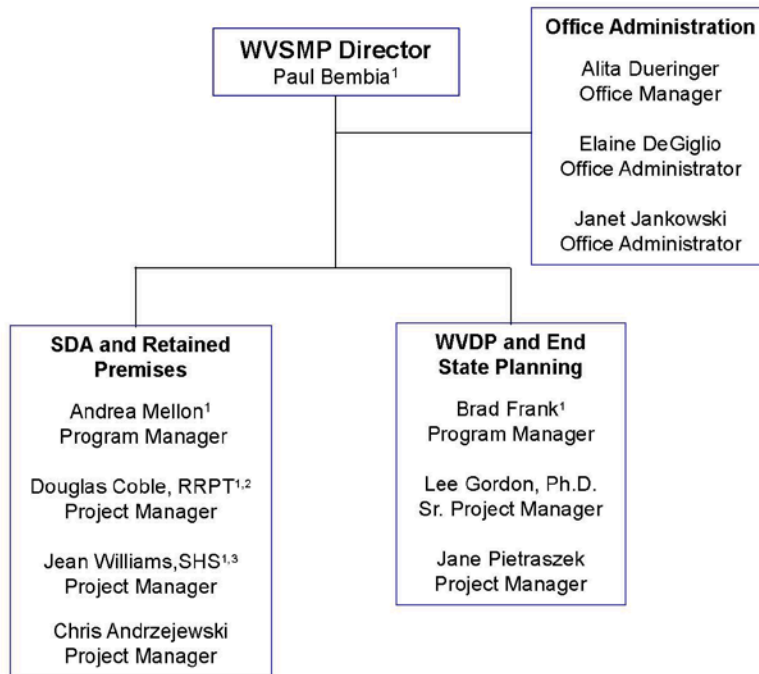 WVSMP Director
Paul Bembia¹
Office Administration
Alita Dueringer
Office Manager
Elaine DeGiglio
Office Administrator
Janet Jankowski
Office Administrator
SDA and Retained
Premises
Andrea Mellon¹
Program Manager
Douglas Coble, RRPT¹,²
Project Manager
Jean Williams,SHS¹,³
Project Manager
Chris Andrzejewski
Project Manager
WVDP and End
State Planning
Brad Frank¹
Program Manager
Lee Gordon, Ph.D.
Sr. Project Manager
Jane Pietraszek
Project Manager